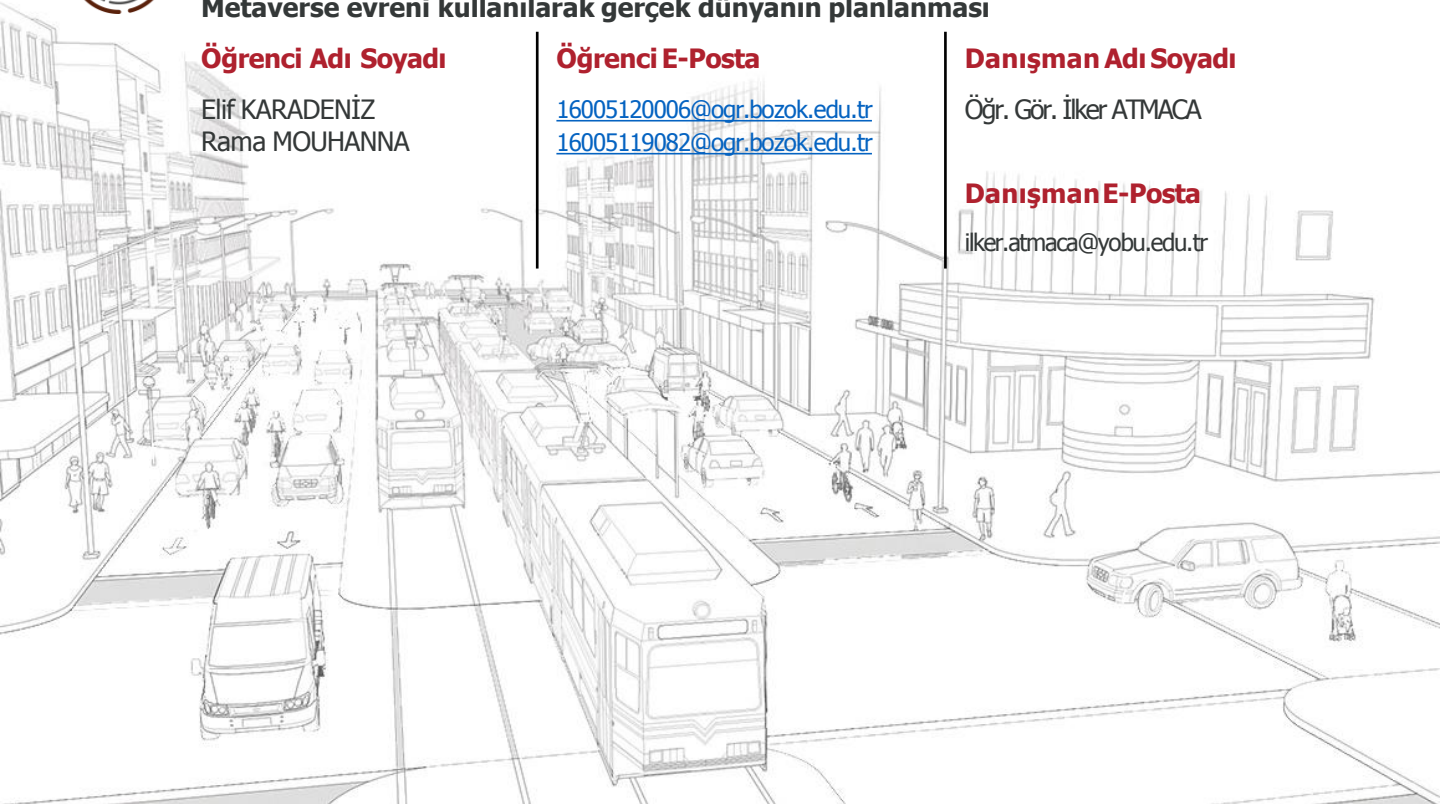 Metaverse evreni kullanılarak gerçek dünyanın planlanması
Öğrenci Adı Soyadı
Elif KARADENİZ
Rama MOUHANNA
Öğrenci E-Posta
16005120006@ogr.bozok.edu.tr
16005119082@ogr.bozok.edu.tr
Danışman Adı Soyadı
Öğr. Gör. İlker ATMACA
Danışman E-Posta
ilker.atmaca@yobu.edu.tr